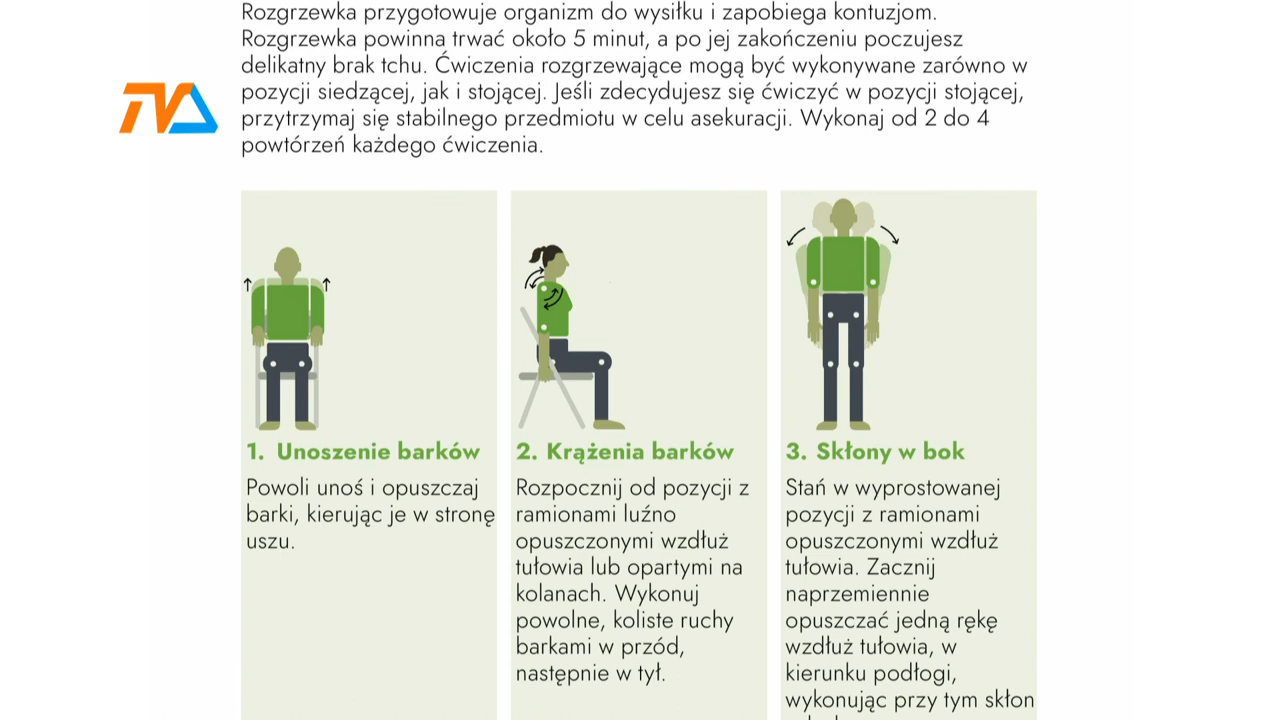 Rozgrzewka przygotowuje organizm do wysiłku i zapobiega kontuzjom.
Rozgrzewka powinna trwać około 5 minut, a po jej zakończeniu poczujesz
delikatny brak tchu. Ćwiczenia rozgrzewające mogą być wykonywane zarówno w
pozycji siedzącej, jak i stojącej. Jeśli zdecydujesz się ćwiczyć w pozycji stojącej,
przytrzymaj się stabilnego przedmiotu w celu asekuracji. Wykonaj od 2 do 4
powtórzeń każdego ćwiczenia.
TVA
1. Unoszenie barków
Powoli unoś i opuszczaj
barki, kierując je w stronę
uszu.
2. Krążenia barków
Rozpocznij od pozycji z
ramionami luźno
opuszczonymi wzdłuż
tułowia lub opartymi na
kolanach. Wykonuj
powolne, koliste ruchy
barkami w przód,
następnie w tył.
3. Skłony w bok
Stań w wyprostowanej
pozycji z ramionami
opuszczonymi wzdłuż
tułowia. Zacznij
naprzemiennie
opuszczać jedną rękę
wzdłuż tułowia, w
kierunku podłogi,
wykonując przy tym skłon